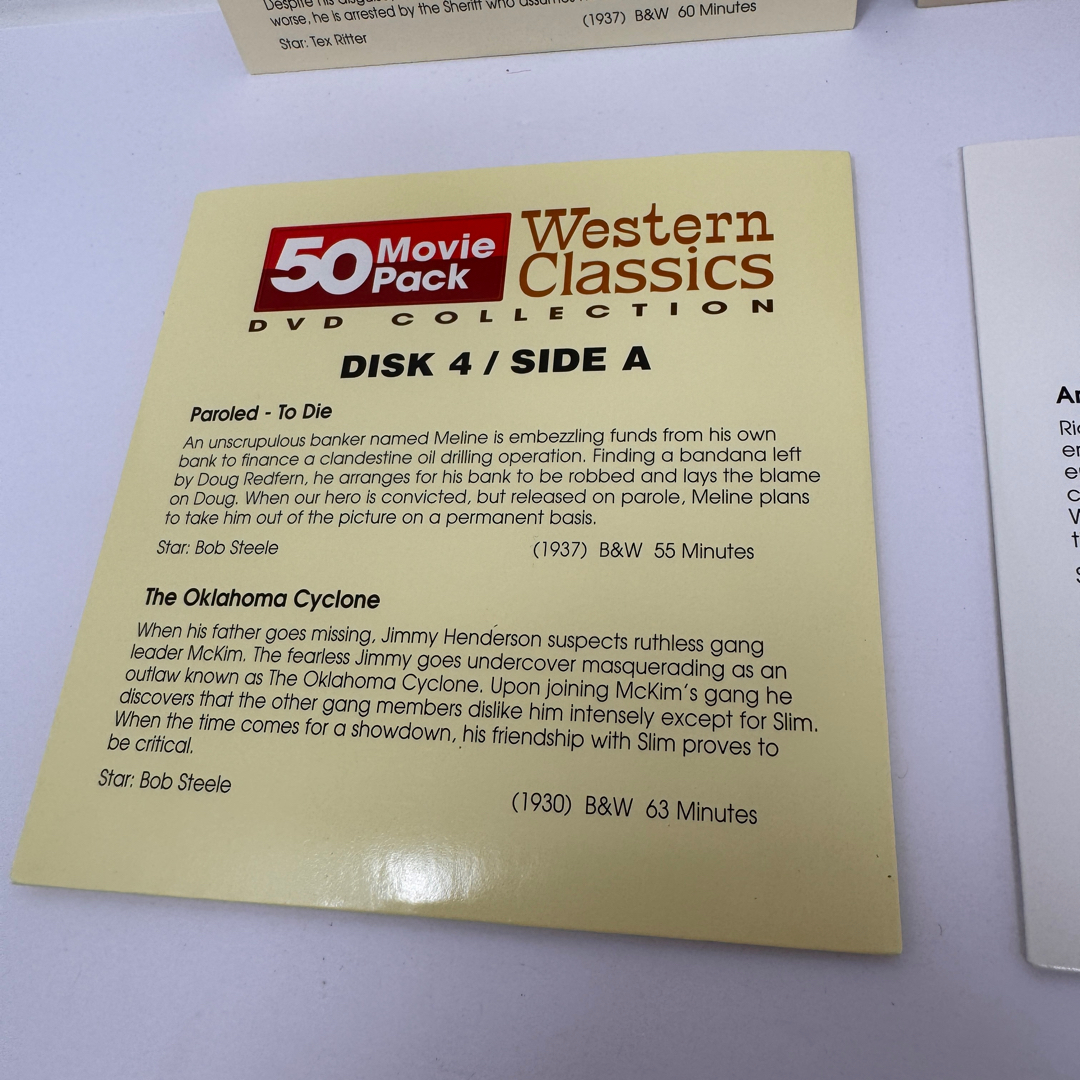 Despite his
worse, he is arrested by the Sheriff who
(1937) B&W 60 Minutes
Star: Tex Ritter
50 Movie Pack
Western
Classics
DVD COLLECTION
DISK 4 / SIDE A
Paroled - To Die
An unscrupulous banker named Meline is embezzling funds from his own
bank to finance a clandestine oil drilling operation. Finding a bandana left
by Doug Redfern, he arranges for his bank to be robbed and lays the blame
on Doug. When our hero is convicted, but released on parole, Meline plans
to take him out of the picture on a permanent basis.
Star: Bob Steele (1937) B&W 55 Minutes
The Oklahoma Cyclone
When his father goes missing, Jimmy Henderson suspects ruthless gang
leader McKim. The fearless Jimmy goes undercover masquerading as an
outlaw known as The Oklahoma Cyclone. Upon joining McKim's gang he
discovers that the other gang members dislike him intensely except for Slim.
When the time comes for a showdown, his friendship with Slim proves to
be critical.
Star: Bob Steele
(1930) B&W 63 Minutes